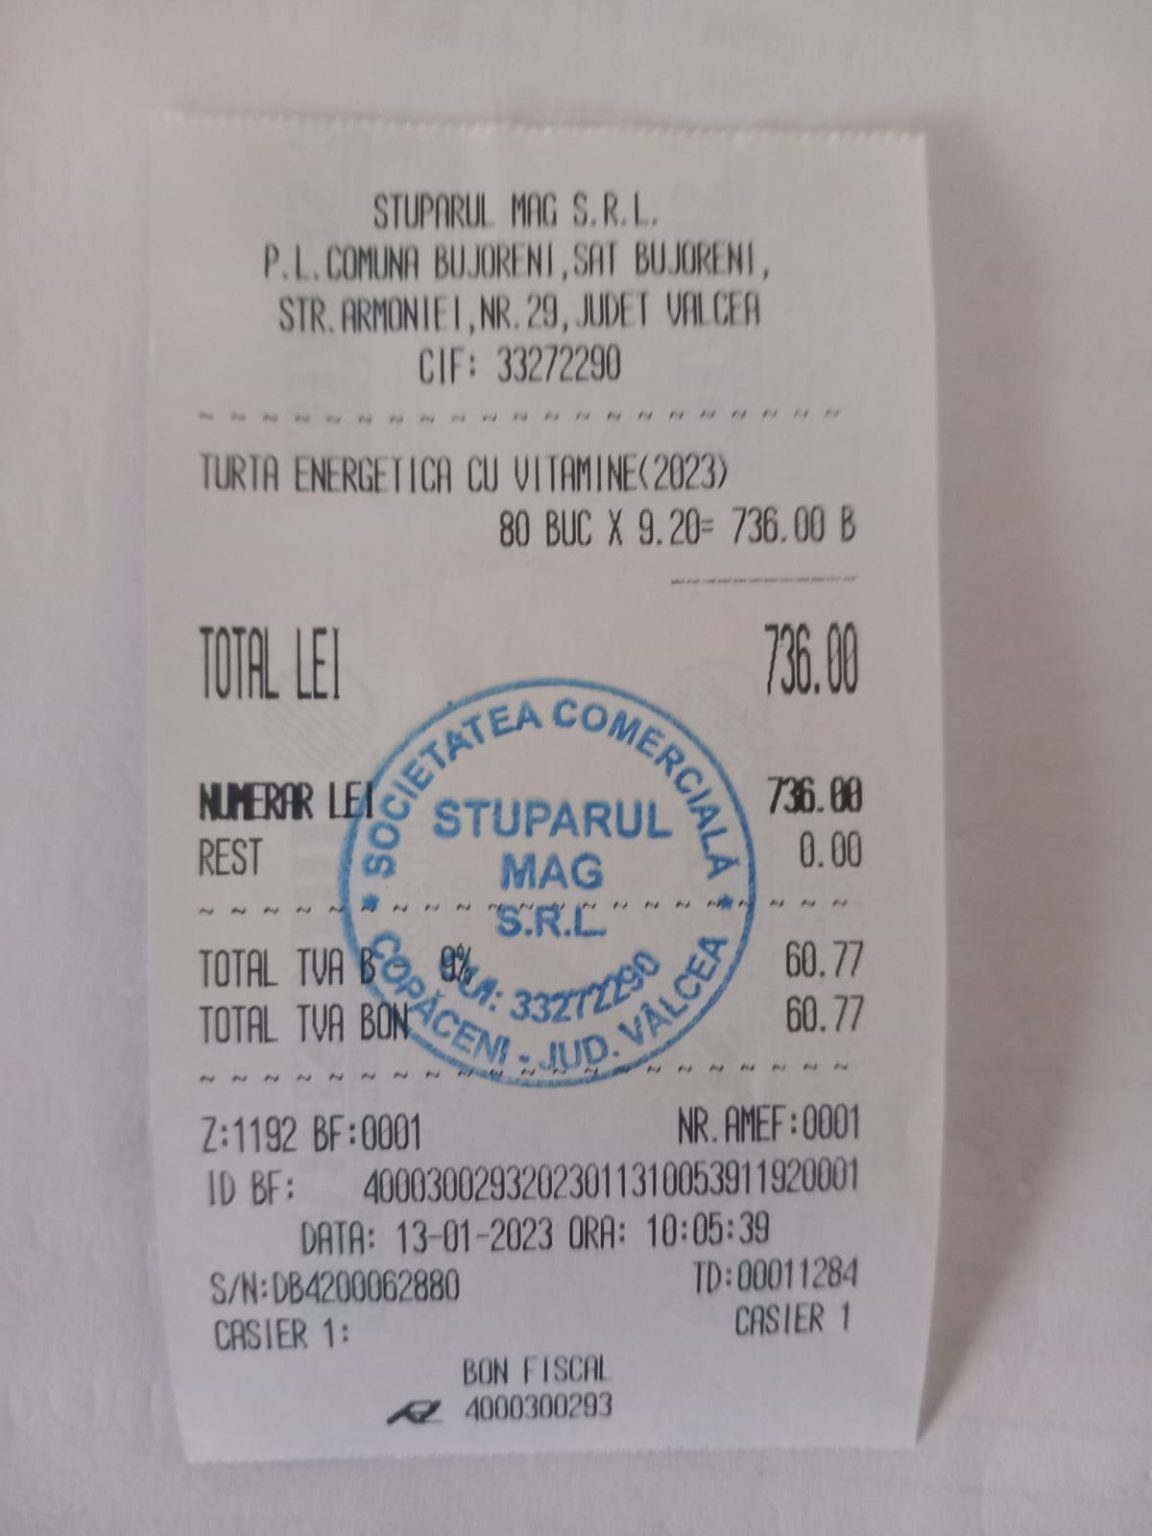 STUPARUL MAG S.R.L.
P.L.COMUNA BUJORENI,SAT BUJORENI,
STR.ARMONIEI,NR.29,JUDET VALCEA
CIF: 33272290
TURTA ENERGETICA CU VITAMINE(2023)
80 BUC X 9.20= 736.00 B
TOTAL LEI 736.00
NUMERAR LEI 736.00
REST 0.00
TOTAL TVA B 9% 60.77
TOTAL TVA BON 60.77
Z:1192 BF:0001 NR.AMEF:0001
ID BF: 40003002932023011310053911920001
DATA: 13-01-2023 ORA: 10:05:39
S/N:DB4200062880 TD:00011284
CASIER 1: CASIER 1
BON FISCAL
4000300293
SOCIETATEA COMERCIALĂ
STUPARUL
MAG
S.R.L.
33272290
COPĂCENI - JUD. VÂLCEA